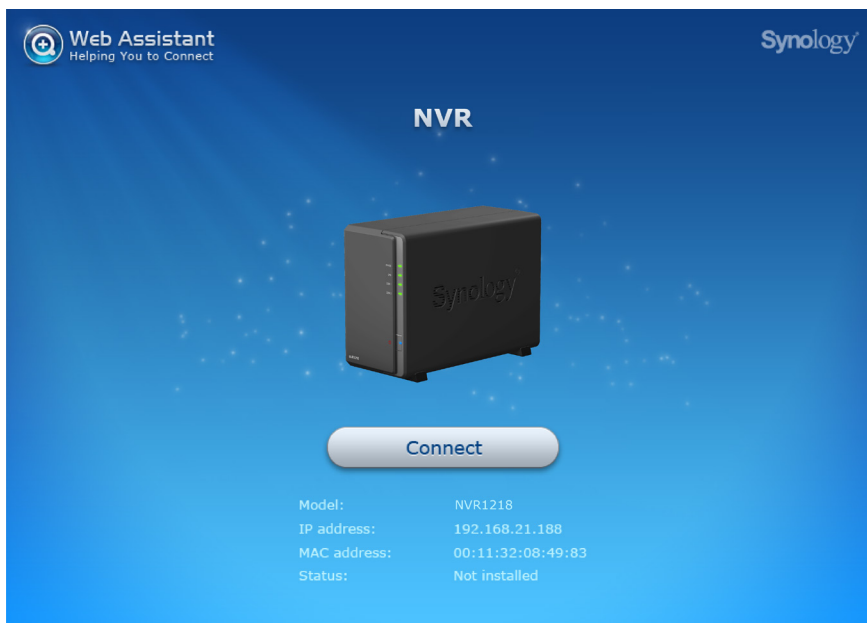 Web Assistant
Helping You to Connect
Synology
NVR
Synology
Connect
Model: NVR1218
IP address: 192.168.21.188
MAC address: 00:11:32:08:49:83
Status: Not installed